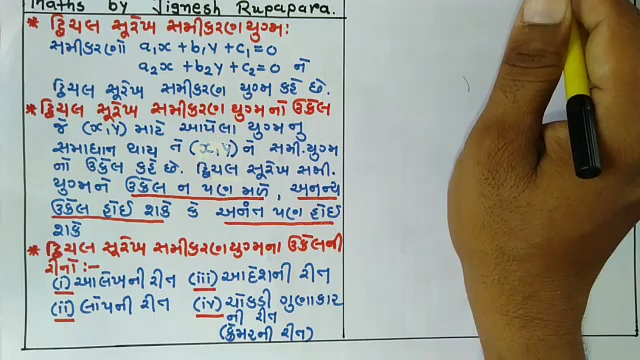 Maths by Jignesh Rupapara.
* દ્વિચલ સૂરેખ સમીકરણ યુગ્મ:
સમીકરણો a₁x + b₁y + c₁ = 0
a₂x + b₂y + c₂ = 0 ને
દ્વિચલ સૂરેખ સમીકરણ યુગ્મ કહે છે.
* દ્વિચલ સૂરેખ સમીકરણ યુગ્મનો ઉકેલ
જે (x,y) માટે આપેલા યુગ્મનુ
સમાધાન થાય તે (x,y) ને સમી.યુગ્મ
નો ઉકેલ કહે છે. દ્વિચલ સૂરેખ સમી.
યુગ્મને ઉકેલ ન પણ મળે, અનન્ય
ઉકેલ હોઈ શકે કે અનંત પણ હોઈ
શકે
* દ્વિચલ સૂરેખ સમીકરણયુગ્મના ઉકેલની
રીતો:-
(i) આલેખની રીત (iii) આદેશની રીત
(ii) લોપની રીત (iv) ચોકડી ગુણાકાર
ની રીત
(ક્રેમરની રીત)